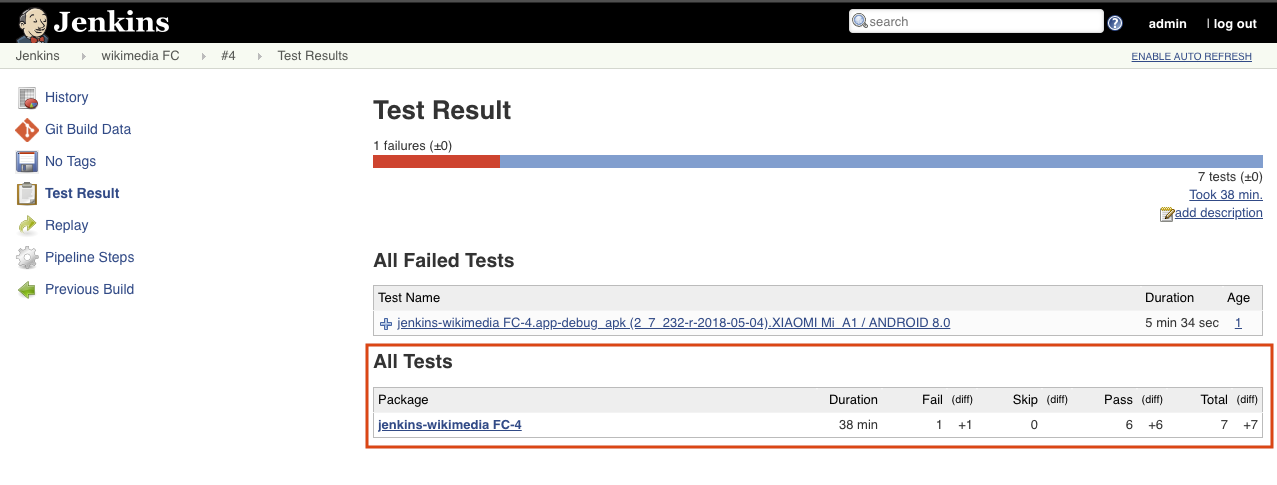 Jenkins
search
?
admin
| log out
Jenkins
wikimedia FC
#4
Test Results
ENABLE AUTO REFRESH
History
Git Build Data
No Tags
Test Result
Replay
Pipeline Steps
Previous Build
Test Result
1 failures (±0)
7 tests (±0)
Took 38 min.
add description
All Failed Tests
Test Name Duration Age
jenkins-wikimedia FC-4.app-debug_apk (2_7_232-r-2018-05-04).XIAOMI Mi_A1 / ANDROID 8.0 5 min 34 sec 1
All Tests
Package Duration Fail (diff) Skip (diff) Pass (diff) Total (diff)
jenkins-wikimedia FC-4 38 min 1 +1 0 6 +6 7 +7